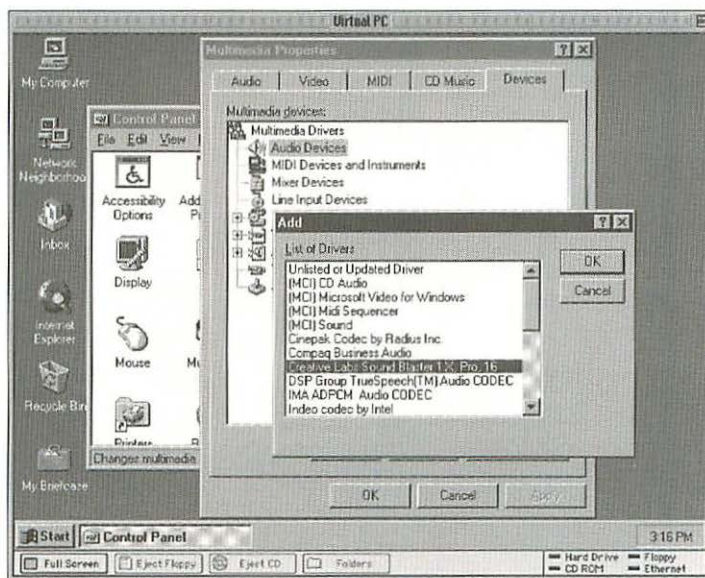 Virtual PC
My Computer
Network
Neighborhoo
Inbox
Internet
Explorer
Recycle Bin
My Briefcase
Control Panel
File Edit View
Accessibility
Options
Display
Mouse
Printers
Changes multimedia
Multimedia Properties
Audio
Video
MIDI
CD Music
Devices
Multimedia devices:
Multimedia Drivers
Audio Devices
MIDI Devices and Instruments
Mixer Devices
Line Input Devices
Add
List of Drivers
Unlisted or Updated Driver
(MCI) CD Audio
(MCI) Microsoft Video for Windows
(MCI) Midi Sequencer
(MCI) Sound
Cinepak Codec by Radius Inc.
Compaq Business Audio
Creative Labs Sound Blaster 1.X, Pro, 16
DSP Group TrueSpeech(TM) Audio CODEC
IMA ADPCM Audio CODEC
Indeo codec by Intel
OK
Cancel
OK
Cancel
Apply
Start
Control Panel
3:16 PM
Full Screen
Eject Floppy
Eject CD
Folders
Hard Drive
Floppy
CD ROM
Ethernet